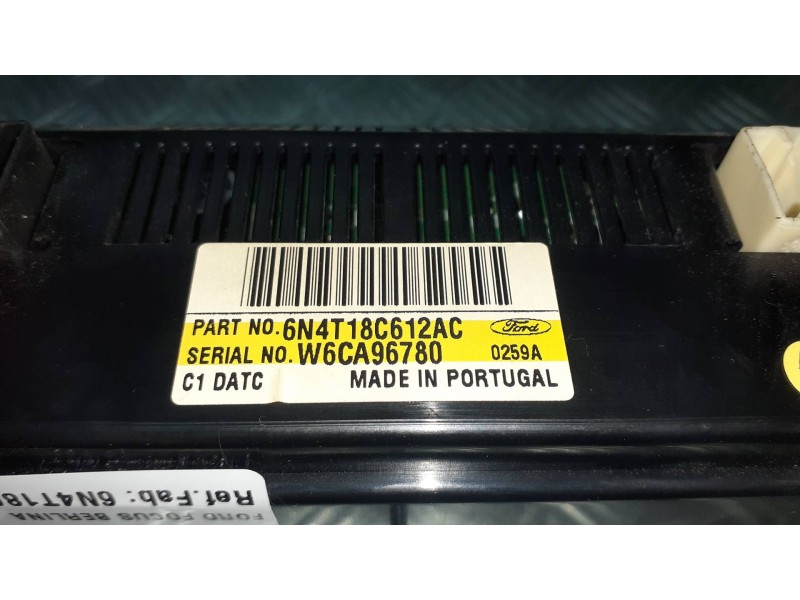 PART NO. 6N4T18C612AC Ford
SERIAL NO. W6CA96780 0259A
C1 DATC MADE IN PORTUGAL
FORD FOCUS BERLINA
Ref.Fab: 6N4T18